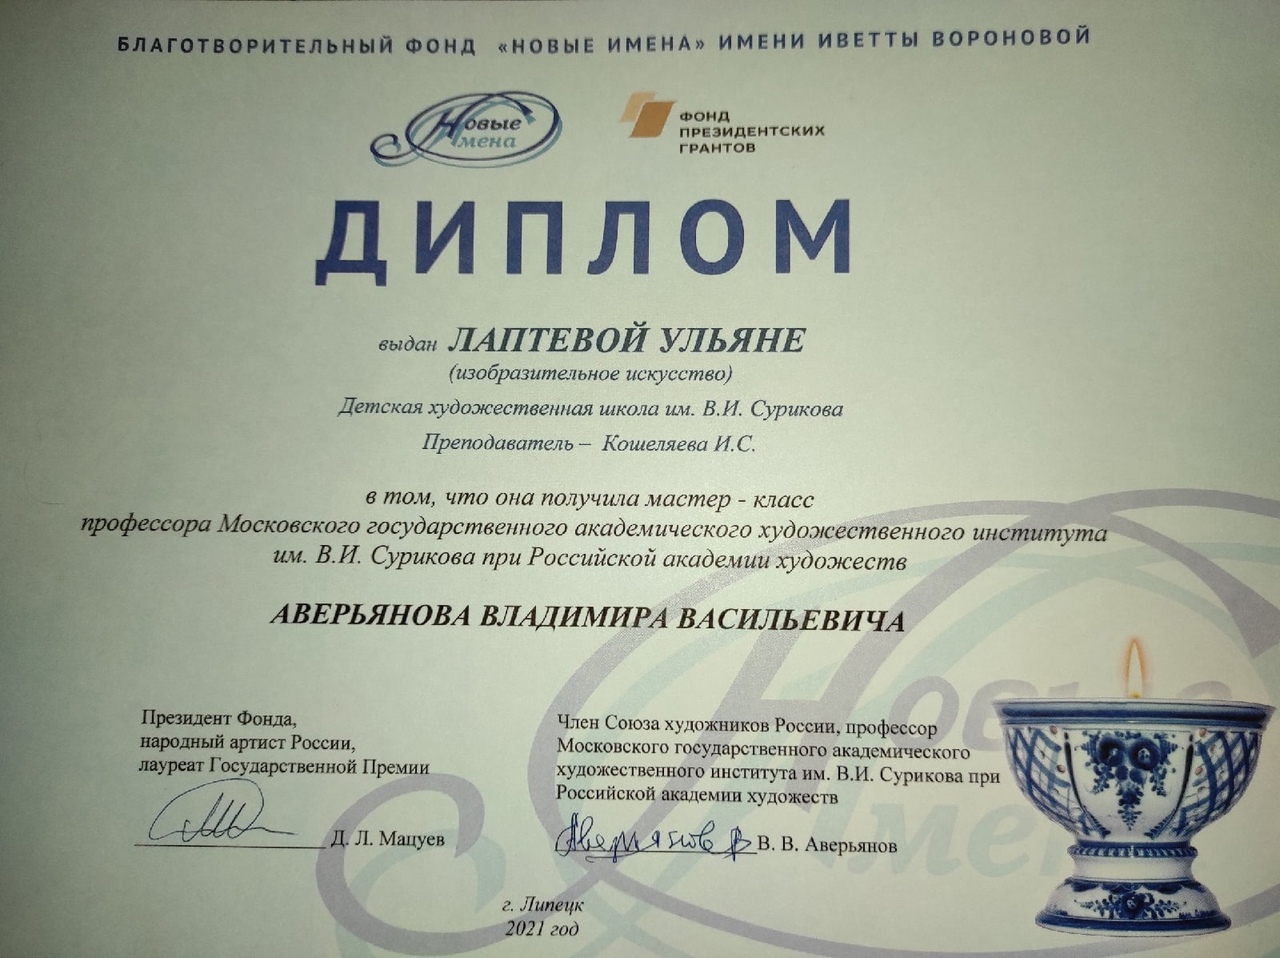 БЛАГОТВОРИТЕЛЬНЫЙ ФОНД «НОВЫЕ ИМЕНА» ИМЕНИ ИВЕТТЫ ВОРОНОВОЙ
Новые
Имена
ФОНД
ПРЕЗИДЕНТСКИХ
ГРАНТОВ
ДИПЛОМ
выдан ЛАПТЕВОЙ УЛЬЯНЕ
(изобразительное искусство)
Детская художественная школа им. В.И. Сурикова
Преподаватель – Кошеляева И.С.
в том, что она получила мастер - класс
профессора Московского государственного академического художественного института
им. В.И. Сурикова при Российской академии художеств
АВЕРЬЯНОВА ВЛАДИМИРА ВАСИЛЬЕВИЧА
Президент Фонда,
народный артист России,
лауреат Государственной Премии
Д. Л. Мацуев
Член Союза художников России, профессор
Московского государственного академического
художественного института им. В.И. Сурикова при
Российской академии художеств
Аверьянов В В. В. Аверьянов
г. Липецк
2021 год
Новые
Имена